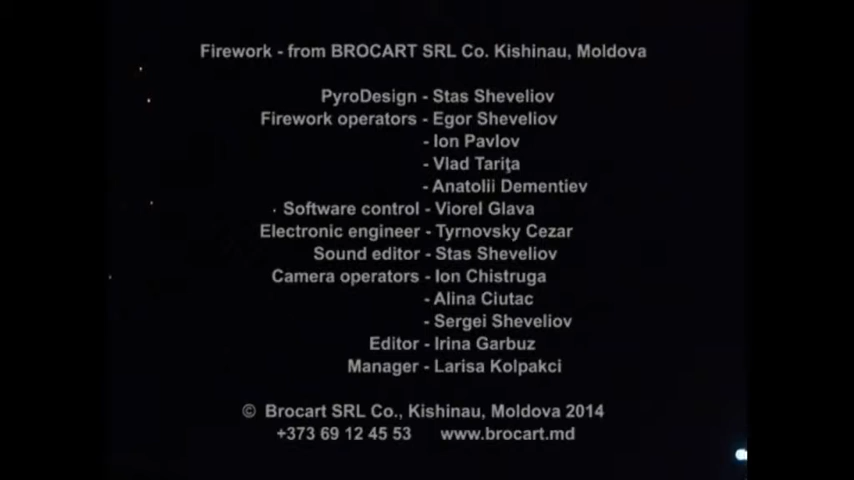 Firework - from BROCART SRL Co. Kishinau, Moldova
PyroDesign - Stas Sheveliov
Firework operators - Egor Sheveliov
- Ion Pavlov
- Vlad Tariţa
- Anatolii Dementiev
Software control - Viorel Glava
Electronic engineer - Tyrnovsky Cezar
Sound editor - Stas Sheveliov
Camera operators - Ion Chistruga
- Alina Ciutac
- Sergei Sheveliov
Editor - Irina Garbuz
Manager - Larisa Kolpakci
© Brocart SRL Co., Kishinau, Moldova 2014
+373 69 12 45 53 www.brocart.md